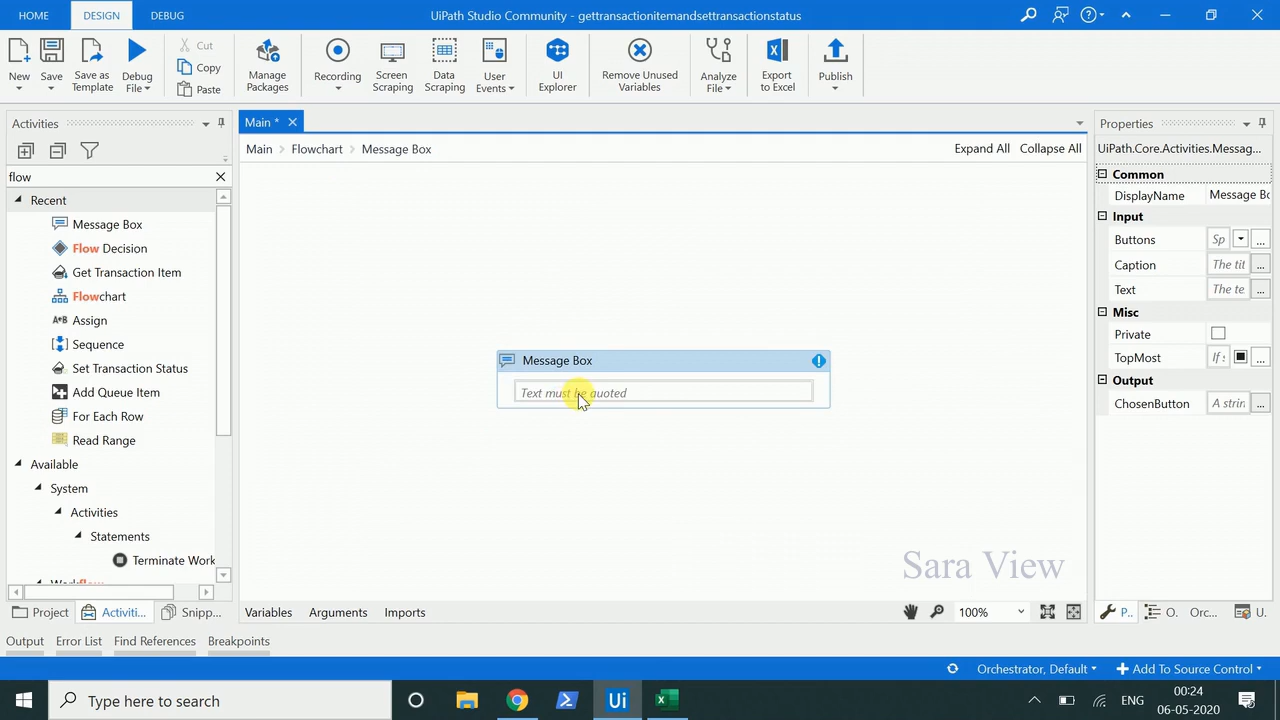 HOME DESIGN DEBUG UiPath Studio Community - gettransactionitemandsettransactionstatus
New Save Save as Template Debug File Cut Copy Paste Manage Packages Recording Screen Scraping Data Scraping User Events UI Explorer Remove Unused Variables Analyze File Export to Excel Publish
Activities
flow
Recent
Message Box
Flow Decision
Get Transaction Item
Flowchart
Assign
Sequence
Set Transaction Status
Add Queue Item
For Each Row
Read Range
Available
System
Activities
Statements
Terminate Work
Workflow
Project Activiti... Snipp...
Main *
Main Flowchart Message Box Expand All Collapse All
Message Box
Text must be quoted
Sara View
Variables Arguments Imports 100%
Properties
UiPath.Core.Activities.Messag...
Common
DisplayName Message Bo
Input
Buttons Sp ...
Caption The tit ...
Text The te ...
Misc
Private
TopMost If s ...
Output
ChosenButton A strin ...
P.. O. Orc... U.
Output Error List Find References Breakpoints
Orchestrator, Default Add To Source Control
Type here to search Ui ENG 00:24
06-05-2020